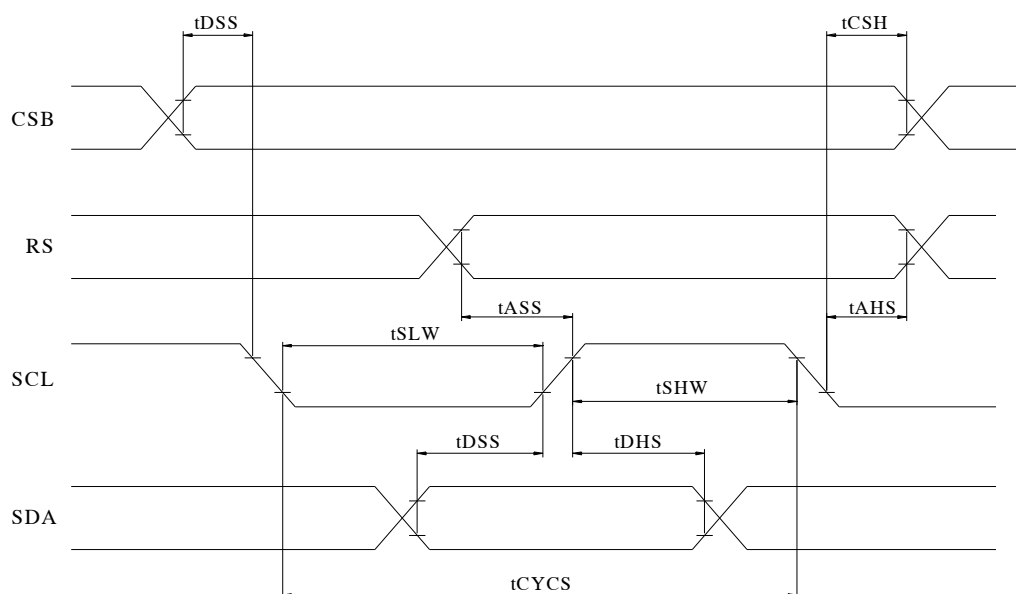 tDSS
tCSH
CSB
RS
tASS
tAHS
tSLW
SCL
tSHW
tDSS
tDHS
SDA
tCYCS